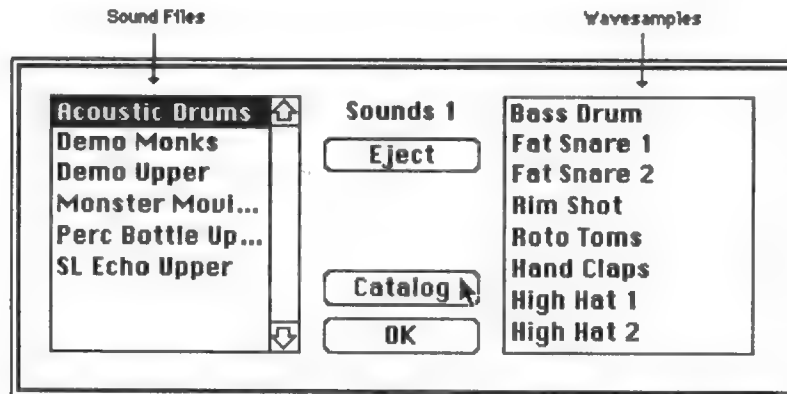 Sound Files
Wavesamples
Acoustic Drums
Demo Monks
Demo Upper
Monster Movi...
Perc Bottle Up...
SL Echo Upper
Sounds 1
Eject
Catalog
OK
Bass Drum
Fat Snare 1
Fat Snare 2
Rim Shot
Roto Toms
Hand Claps
High Hat 1
High Hat 2